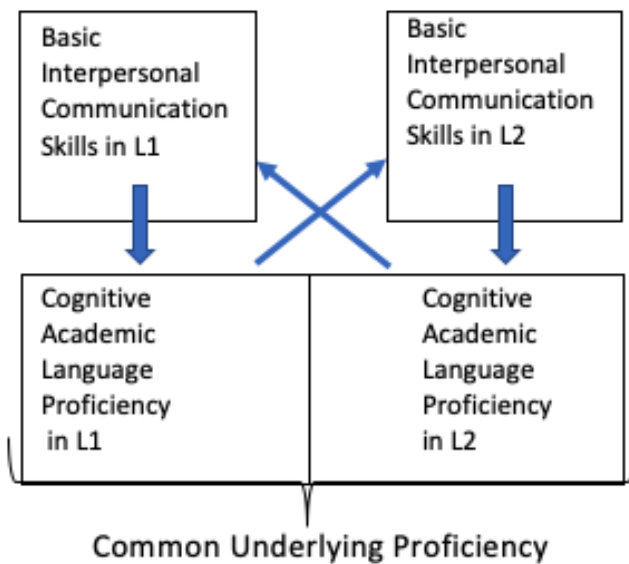 Basic
Interpersonal
Communication
Skills in L1
Basic
Interpersonal
Communication
Skills in L2
Cognitive
Academic
Language
Proficiency
in L1
Cognitive
Academic
Language
Proficiency
in L2
Common Underlying Proficiency